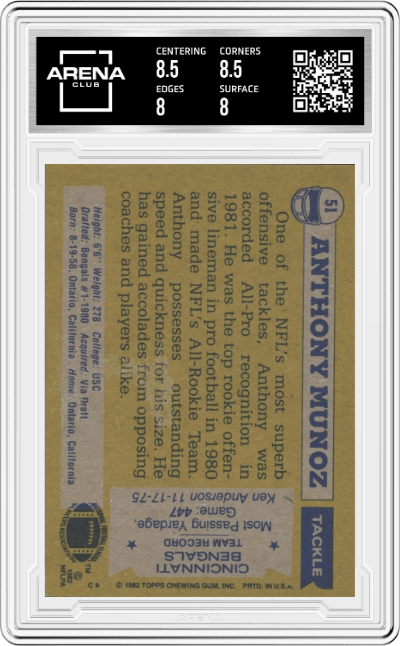 ARENA
CLUB
CENTERING CORNERS
8.5 8.5
EDGES SURFACE
8 8
51
ANTHONY MUNOZ
TACKLE
One of the NFL's most superb
offensive tackles, Anthony was
accorded All-Pro recognition in
1981. He was the top rookie offen-
sive lineman in pro football in 1980
and made NFL's All-Rookie Team.
Anthony possesses outstanding
speed and quickness for his size. He
has gained accolades from opposing
coaches and players alike.
Height: 6'6" Weight: 278 College: USC
Drafted: Bengals #1-1980 Acquired: Via Draft
Born: 8-19-58, Ontario, California Home: Ontario, California
CINCINNATI
BENGALS
★ TEAM RECORD ★
Most Passing Yardage,
Game: 447
Ken Anderson 11-17-75
TM
© 1982
NFLPA
C*
© 1982 TOPPS CHEWING GUM, INC. PRTD. IN U.S.A.
ARENA